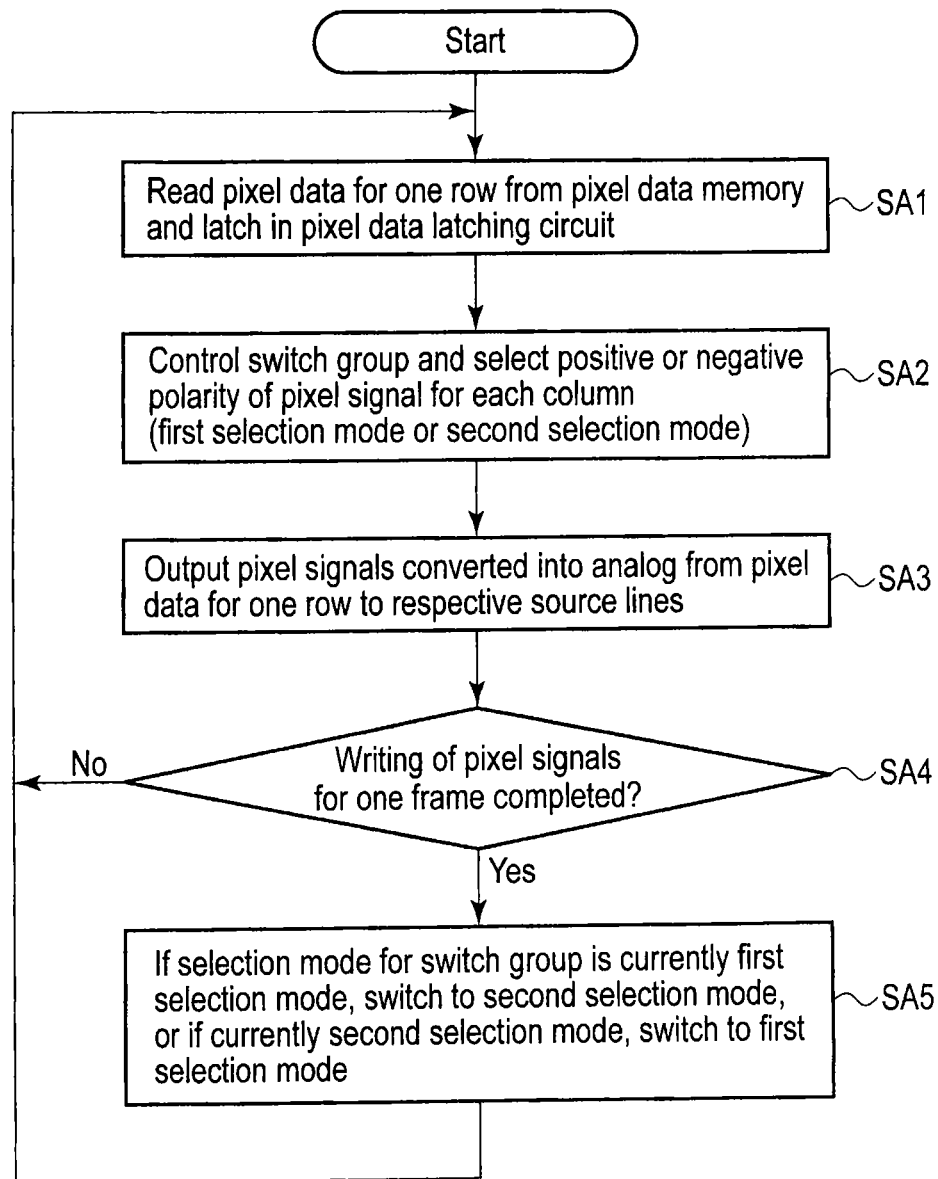 Start
Read pixel data for one row from pixel data memory
and latch in pixel data latching circuit
SA1
Control switch group and select positive or negative
polarity of pixel signal for each column
(first selection mode or second selection mode)
SA2
Output pixel signals converted into analog from pixel
data for one row to respective source lines
SA3
No
Writing of pixel signals
for one frame completed?
SA4
Yes
If selection mode for switch group is currently first
selection mode, switch to second selection mode,
or if currently second selection mode, switch to first
selection mode
SA5